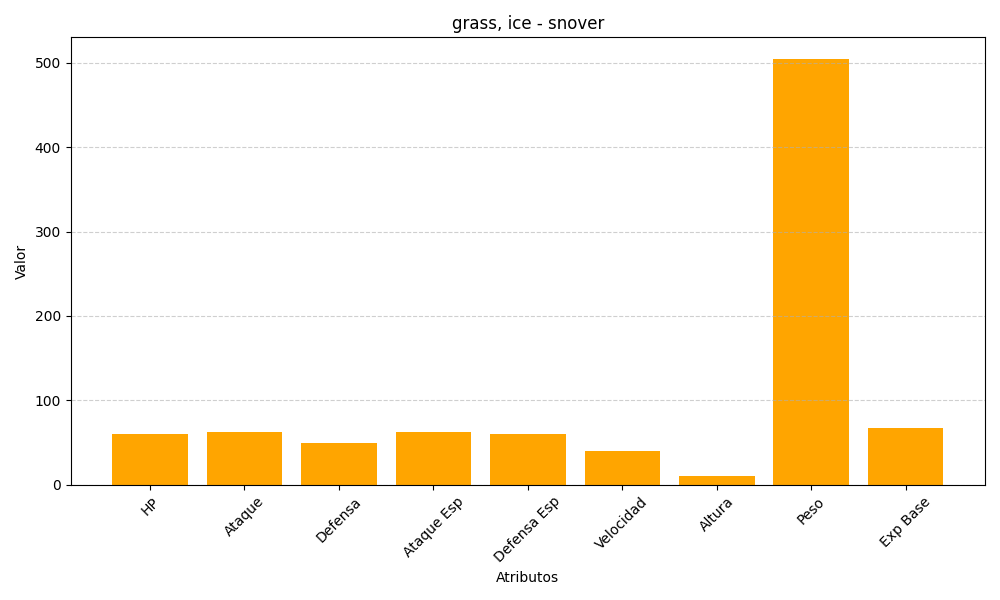 grass, ice - snover
Valor
500
400
300
200
100
0
HP
Ataque
Defensa
Ataque Esp
Defensa Esp
Velocidad
Altura
Peso
Exp Base
Atributos